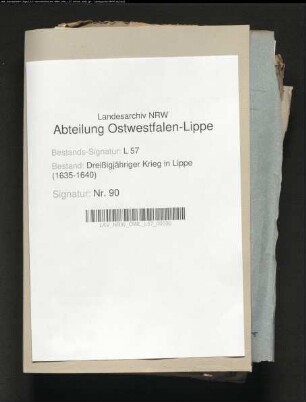 Landesarchiv NRW
Abteilung Ostwestfalen-Lippe
Bestands-Signatur: L 57
Bestand: Dreißigjähriger Krieg in Lippe
(1635-1640)
Signatur: Nr. 90